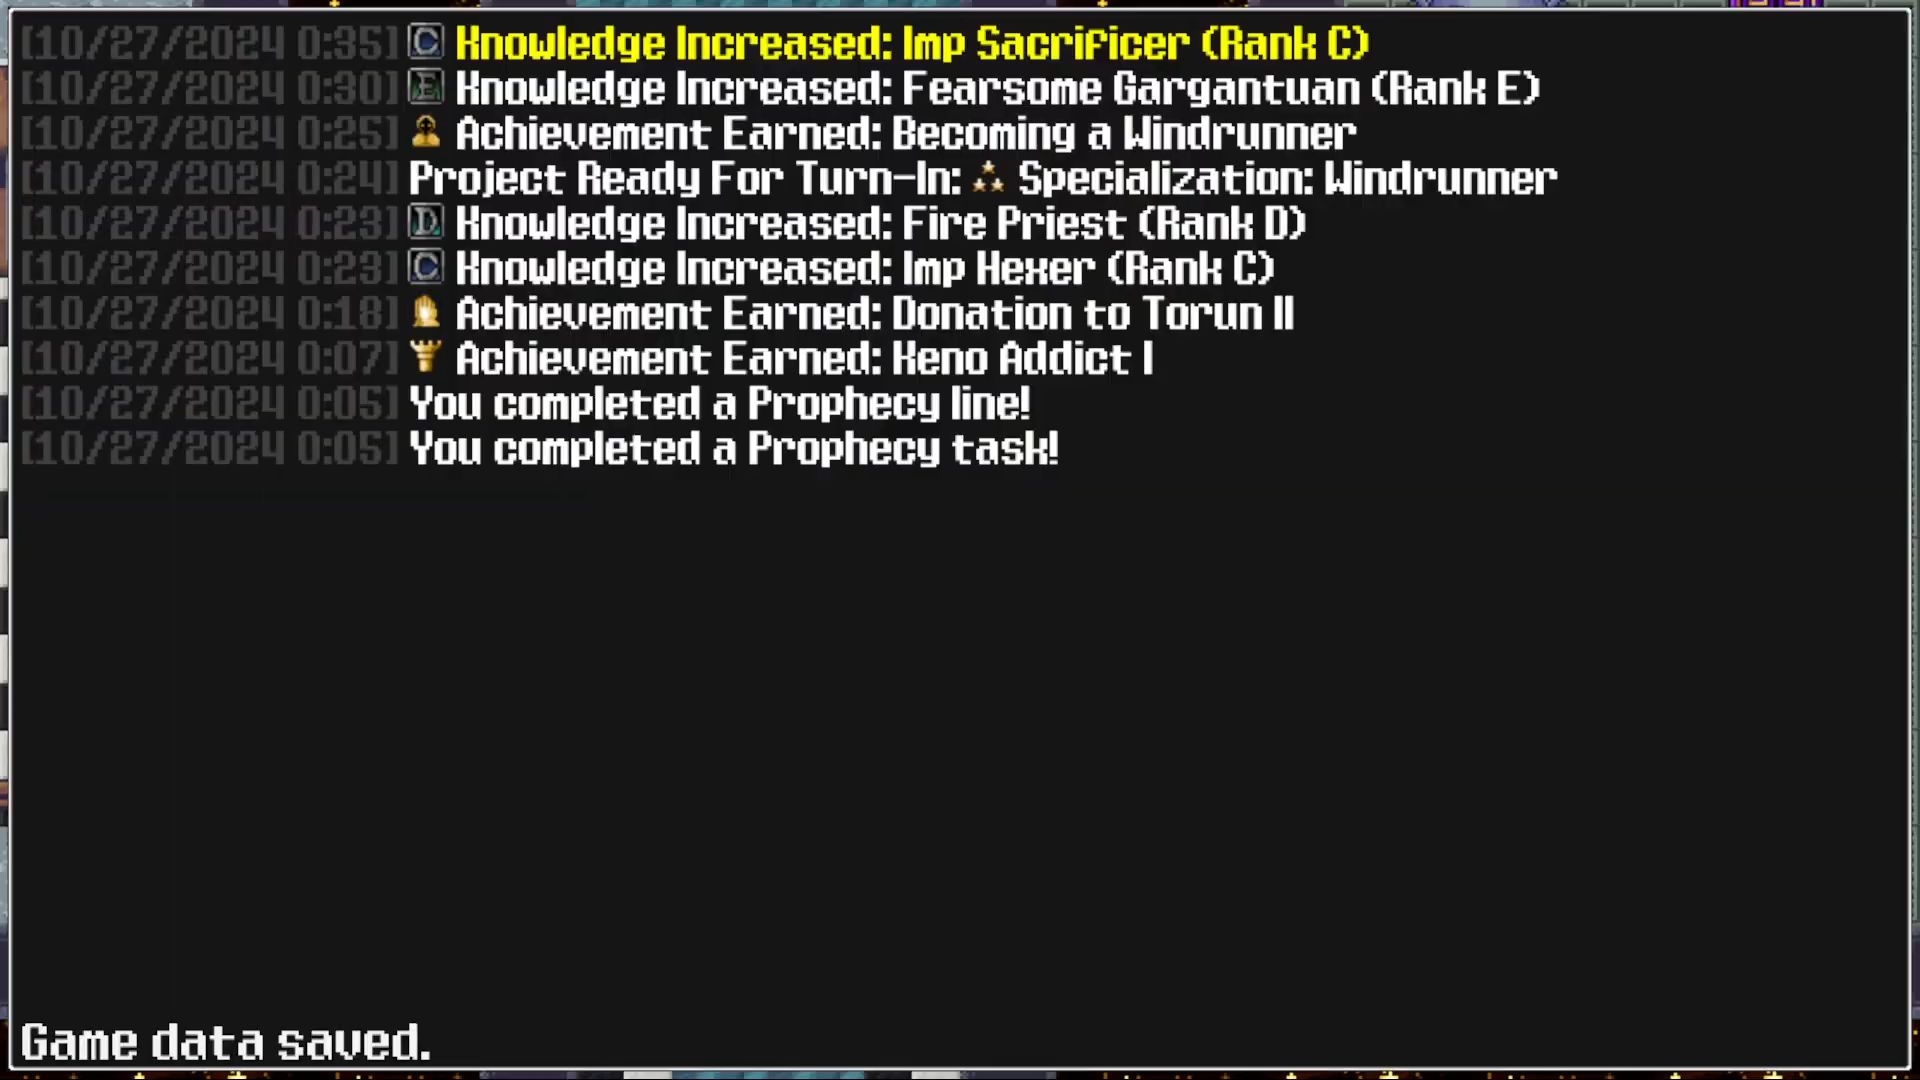 [10/27/2024 0:35] C Knowledge Increased: Imp Sacrificer (Rank C)
[10/27/2024 0:30] E Knowledge Increased: Fearsome Gargantuan (Rank E)
[10/27/2024 0:25] Achievement Earned: Becoming a Windrunner
[10/27/2024 0:24] Project Ready For Turn-In: Specialization: Windrunner
[10/27/2024 0:23] D Knowledge Increased: Fire Priest (Rank D)
[10/27/2024 0:23] C Knowledge Increased: Imp Hexer (Rank C)
[10/27/2024 0:18] Achievement Earned: Donation to Torun II
[10/27/2024 0:07] Achievement Earned: Keno Addict I
[10/27/2024 0:05] You completed a Prophecy line!
[10/27/2024 0:05] You completed a Prophecy task!
Game data saved.